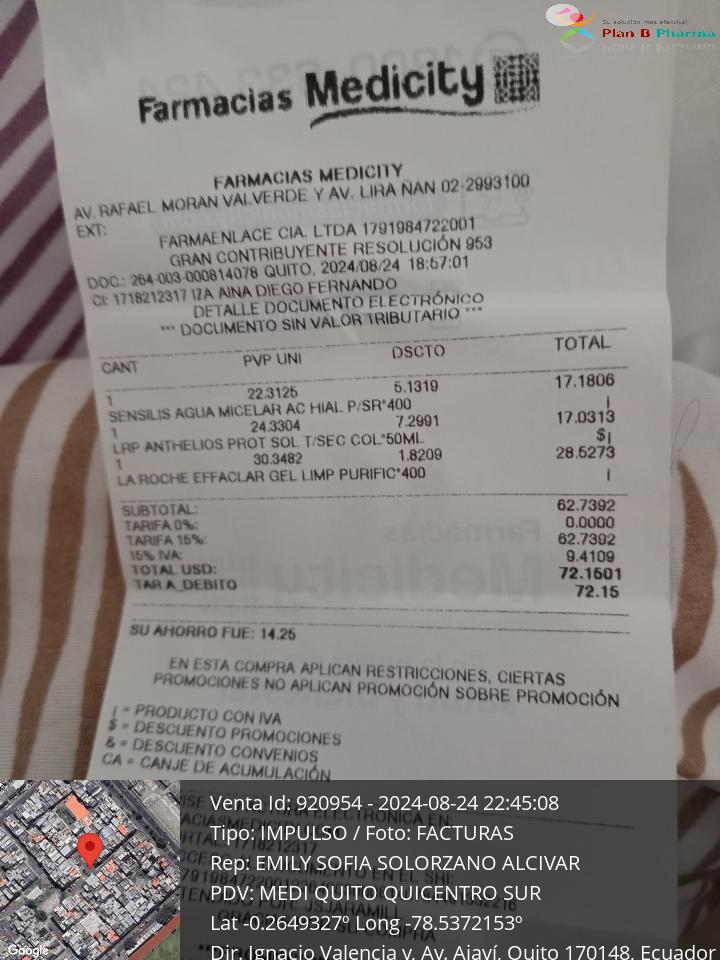 Su solución más efectiva!
Plan B Pharma
Farmacias Medicity
FARMACIAS MEDICITY
AV. RAFAEL MORAN VALVERDE Y AV. LIRA ÑAN 02-2993100
EXT:
FARMAENLACE CIA. LTDA 1791984722001
GRAN CONTRIBUYENTE RESOLUCIÓN 953
DOC.: 264-003-000814078 QUITO, 2024/08/24 18:57:01
CI: 1718212317 IZA AINA DIEGO FERNANDO
DETALLE DOCUMENTO ELECTRÓNICO
*** DOCUMENTO SIN VALOR TRIBUTARIO ***
CANT PVP UNI DSCTO TOTAL
1 22.3125 5.1319 17.1806
SENSILIS AGUA MICELAR AC HIAL P/SR*400 |
1 24.3304 7.2991 17.0313
LRP ANTHELIOS PROT SOL T/SEC COL*50ML $|
1 30.3482 1.8209 28.5273
LA ROCHE EFFACLAR GEL LIMP PURIFIC*400 |
SUBTOTAL: 62.7392
TARIFA 0%: 0.0000
TARIFA 15%: 62.7392
15% IVA: 9.4109
TOTAL USD: 72.1501
TAR A_DEBITO 72.15
SU AHORRO FUE: 14.25
EN ESTA COMPRA APLICAN RESTRICCIONES, CIERTAS
PROMOCIONES NO APLICAN PROMOCIÓN SOBRE PROMOCIÓN
| = PRODUCTO CON IVA
$ = DESCUENTO PROMOCIONES
& = DESCUENTO CONVENIOS
CA = CANJE DE ACUMULACIÓN
Venta Id: 920954 - 2024-08-24 22:45:08
Tipo: IMPULSO / Foto: FACTURAS
Rep: EMILY SOFIA SOLORZANO ALCIVAR
PDV: MEDI QUITO QUICENTRO SUR
Lat -0.2649327º Long -78.5372153º
Dir. Ignacio Valencia y, Av. Ajaví, Quito 170148, Ecuador
Google